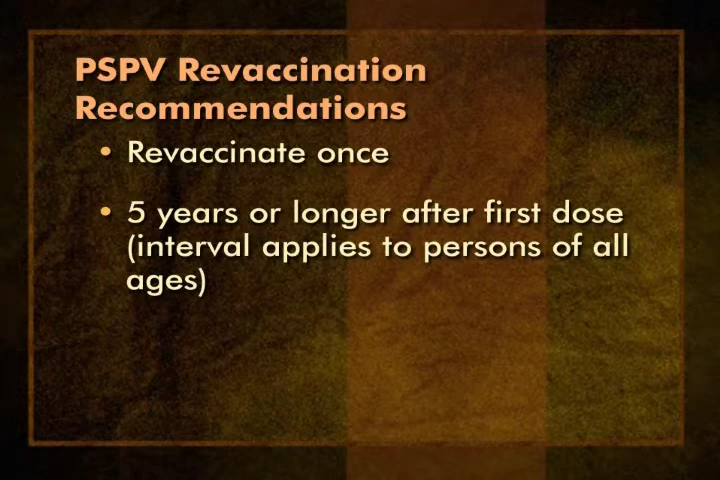 PSPV Revaccination
Recommendations
• Revaccinate once
• 5 years or longer after first dose
(interval applies to persons of all
ages)